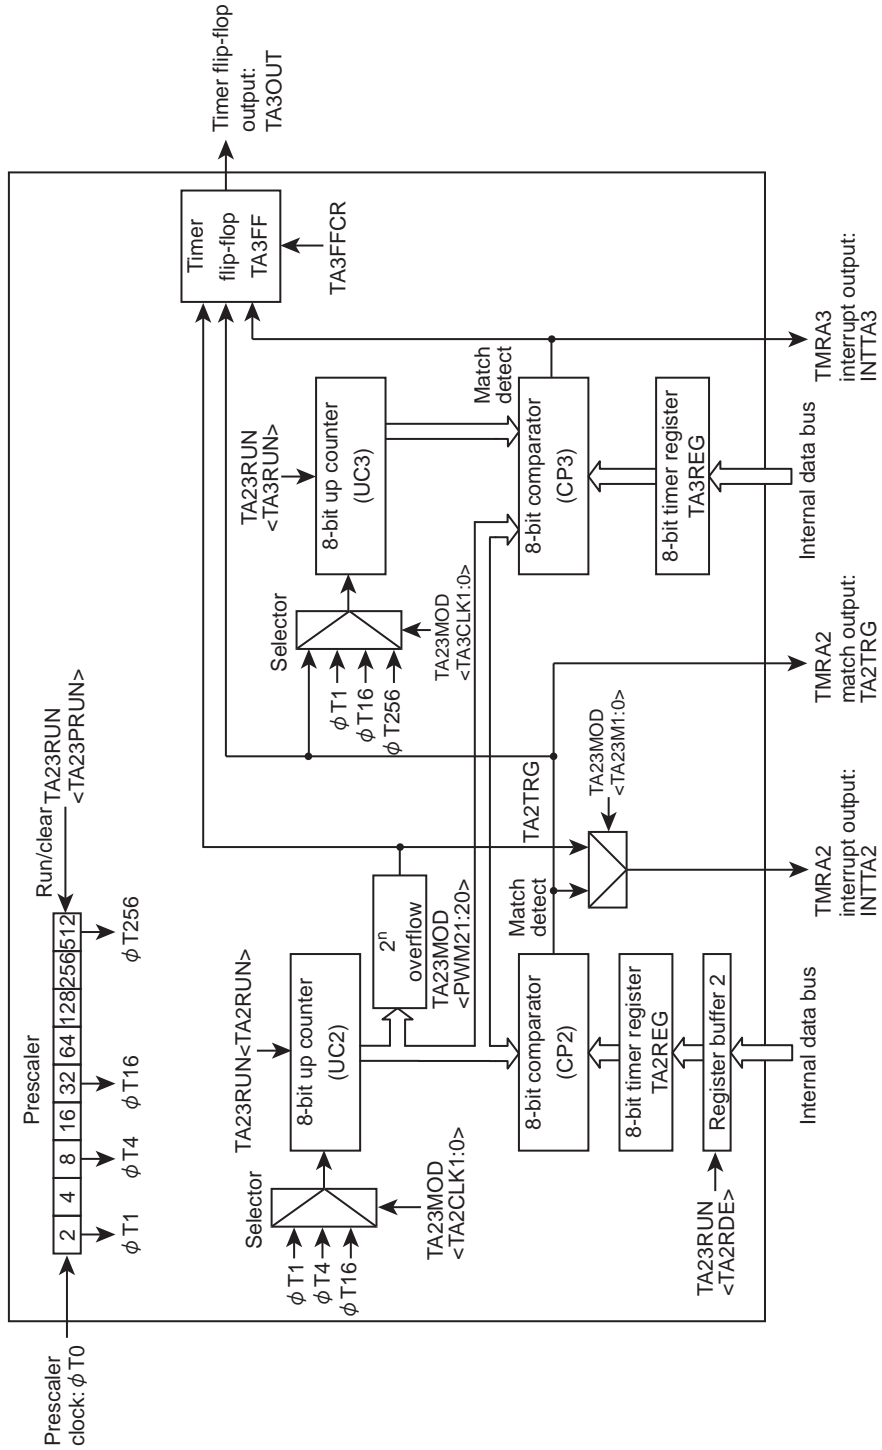 Prescaler
Prescaler
clock: ϕT0
2 4 8 16 32 64 128 256 512
Run/clear
TA23RUN
<TA23PRUN>
ϕT1
ϕT4
ϕT16
ϕT256
Selector
ϕT1
ϕT4
ϕT16
TA23MOD
<TA2CLK1:0>
TA23RUN<TA2RUN>
8-bit up counter
(UC2)
2n
overflow
TA23MOD
<PWM21:20>
Selector
ϕT1
ϕT16
ϕT256
TA23MOD
<TA3CLK1:0>
TA23RUN
<TA3RUN>
8-bit up counter
(UC3)
Timer
flip-flop
TA3FF
TA3FFCR
Timer flip-flop
output:
TA3OUT
8-bit comparator
(CP2)
Match
detect
TA2TRG
8-bit comparator
(CP3)
Match
detect
8-bit timer register
TA2REG
TA23MOD
<TA23M1:0>
8-bit timer register
TA3REG
Register buffer 2
TA23RUN
<TA2RDE>
Internal data bus
TMRA2
interrupt output:
INTTA2
TMRA2
match output:
TA2TRG
Internal data bus
TMRA3
interrupt output:
INTTA3